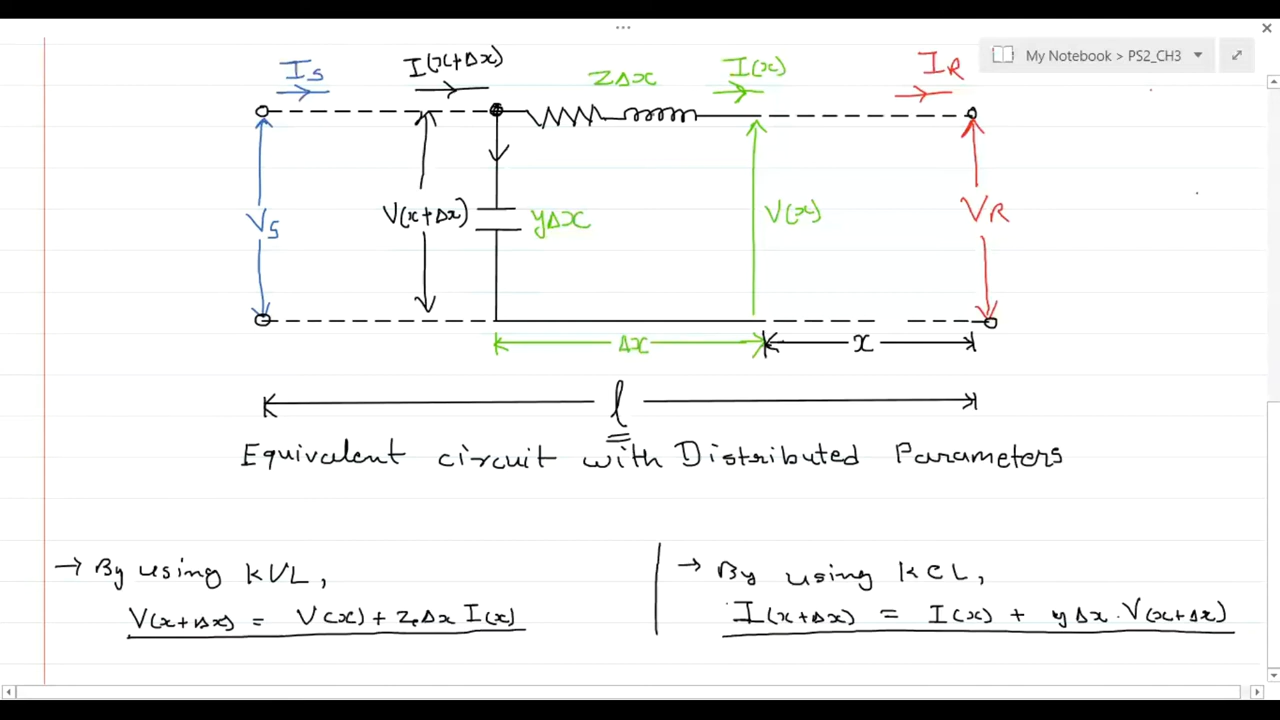 My Notebook > PS2_CH3
Is
I(x+Δx)
zΔx
I(x)
IR
Vs
V(x+Δx)
yΔx
V(x)
VR
Δx
x
l
Equivalent circuit with Distributed Parameters
→ By using KVL,
V(x+Δx) = V(x) + z.Δx I(x)
→ By using KCL,
I(x+Δx) = I(x) + yΔx . V(x+Δx)